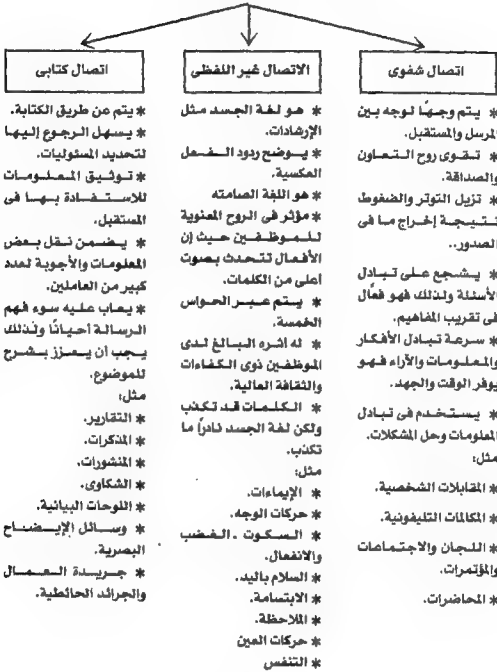 اتصال شفوى
* يتم وجهًا لوجه بين
المرسل والمستقبل.
* تقوى روح التعاون
والصداقة.
* تزيل التوتر والضغوط
نتيجة إخراج ما فى
الصدور..
* يشجع على تبادل
الأسئلة ولذلك فهو فعَّال
فى تقريب المفاهيم.
* سرعة تبادل الأفكار
والمعلومات والآراء فهو
يوفر الوقت والجهد.
* يستخدم فى تبادل
المعلومات وحل المشكلات.
مثل:
* المقابلات الشخصية.
* المكالمات التليفونية.
* اللجان والاجتماعات
والمؤتمرات.
* المحاضرات.
الاتصال غير اللفظى
* هو لغة الجسد مثل
الإرشادات.
* يوضح ردود الفعل
العكسية.
* هو اللغة الصامته
* مؤثر فى الروح المعنوية
للموظفين حيث إن
الأفعال تتحدث بصوت
أعلى من الكلمات.
* يتم عبر الحواس
الخمسة.
* له اثره البالغ لدى
الموظفين ذوى الكفاءات
والثقافة العالية.
* الكلمات قد تكذب
ولكن لغة الجسد نادرًا ما
تكذب.
مثل:
* الإيماءات.
* حركات الوجه.
* السكوت . الغضب
والانفعال.
* السلام باليد.
* الابتسامة.
* الملاحظة.
* حركات العين
* التنفس
اتصال كتابى
* يتم عن طريق الكتابة.
* يسهل الرجوع إليها
لتحديد المسئوليات.
* توثيق المعلومات
للاستفادة بها فى
المستقبل.
* يضمن نقل بعض
المعلومات والأجوبة لعدد
كبير من العاملين.
* يعاب عليه سوء فهم
الرسالة أحيانًا ولذلك
يجب أن يعزز بشرح
للموضوع.
مثل:
* التقارير.
* المذكرات.
* المنشورات.
* الشكاوى.
* اللوحات البيانية.
* وسائل الإيضاح
البصرية.
* جريدة العمال
والجرائد الحائطية.